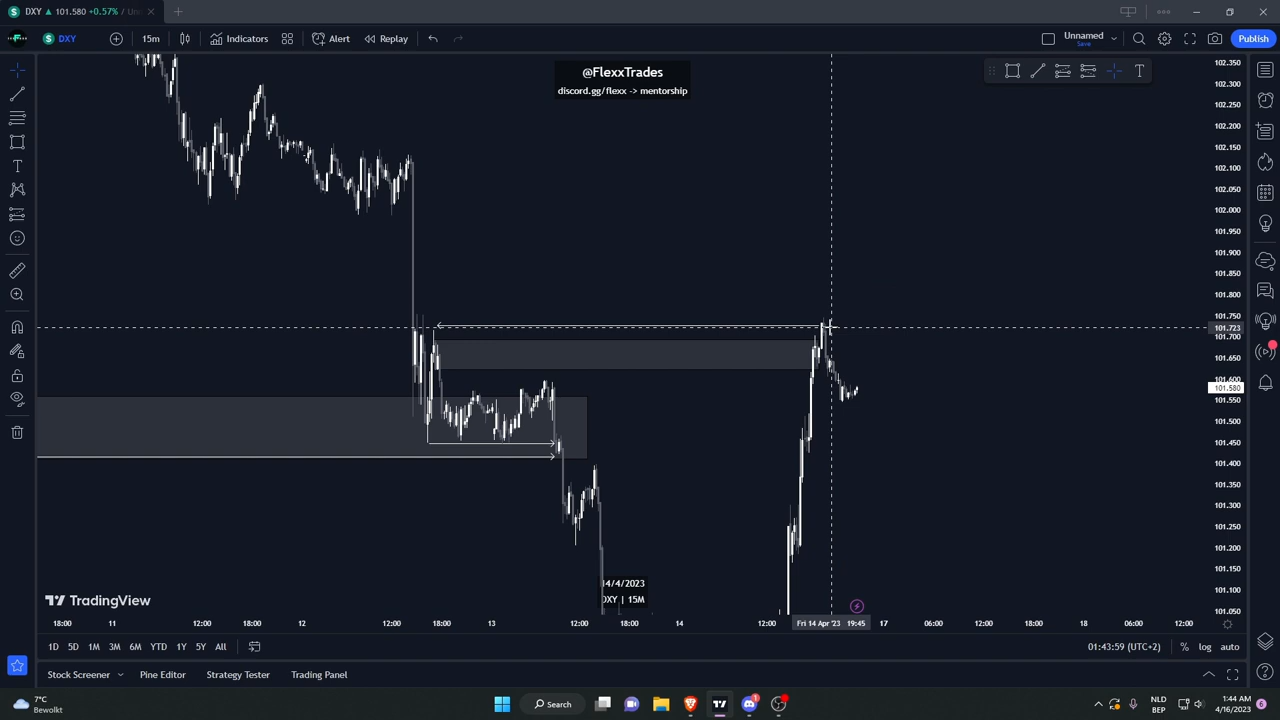 DXY 101.580 +0.57% / Un
DXY
15m
Indicators
Alert
Replay
Unnamed
Save
Publish
@FlexxTrades
discord.gg/flexx -> mentorship
102.350
102.300
102.250
102.200
102.150
102.100
102.050
102.000
101.950
101.900
101.850
101.800
101.750
101.723
101.700
101.650
101.600
101.580
101.550
101.500
101.450
101.400
101.350
101.300
101.250
101.200
101.150
101.100
101.050
14/4/2023
DXY | 15M
TradingView
18:00 11 12:00 18:00 12 12:00 18:00 13 12:00 18:00 14 12:00 Fri 14 Apr '23 19:45 17 06:00 12:00 18:00 18 06:00 12:00
1D 5D 1M 3M 6M YTD 1Y 5Y All
01:43:59 (UTC+2) % log auto
Stock Screener Pine Editor Strategy Tester Trading Panel
7°C
Bewolkt
Search
1
NLD
BEP
1:44 AM
4/16/2023
6